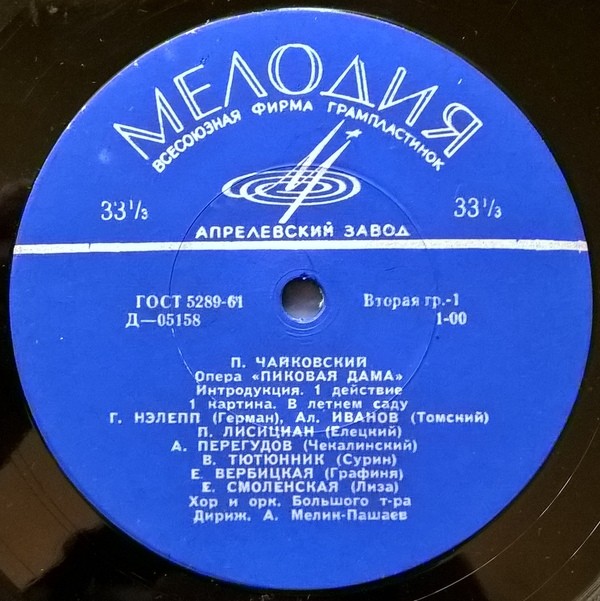 МЕЛОДИЯ
ВСЕСОЮЗНАЯ ФИРМА ГРАМПЛАСТИНОК
33⅓ 33⅓
АПРЕЛЕВСКИЙ ЗАВОД
ГОСТ 5289-61 Вторая гр.-1
Д—05158 1-00
П. ЧАЙКОВСКИЙ
Опера «ПИКОВАЯ ДАМА»
Интродукция. 1 действие
1 картина. В летнем саду
Г. НЭЛЕПП (Герман), Ал. ИВАНОВ (Томский)
П. ЛИСИЦИАН (Елецкий)
А. ПЕРЕГУДОВ (Чекалинский)
В. ТЮТЮННИК (Сурин)
Е. ВЕРБИЦКАЯ (Графиня)
Е. СМОЛЕНСКАЯ (Лиза)
Хор и орк. Большого т-ра
Дириж. А. Мелик-Пашаев